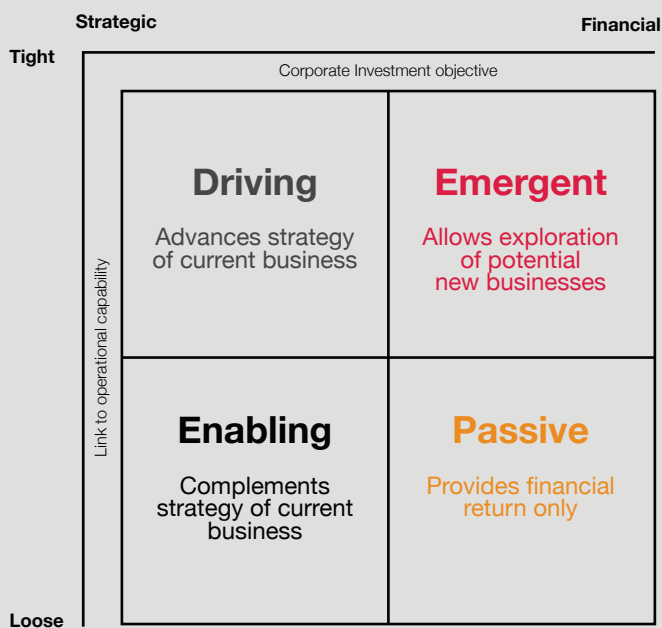 Strategic
Financial
Tight
Corporate Investment objective
Driving
Advances strategy
of current business
Emergent
Allows exploration
of potential
new businesses
Link to operational capability
Enabling
Complements
strategy of current
business
Passive
Provides financial
return only
Loose